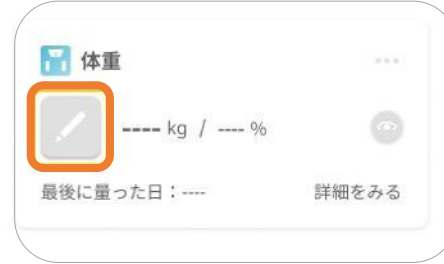 体重
---- kg / ---- %
最後に量った日：----
詳細をみる